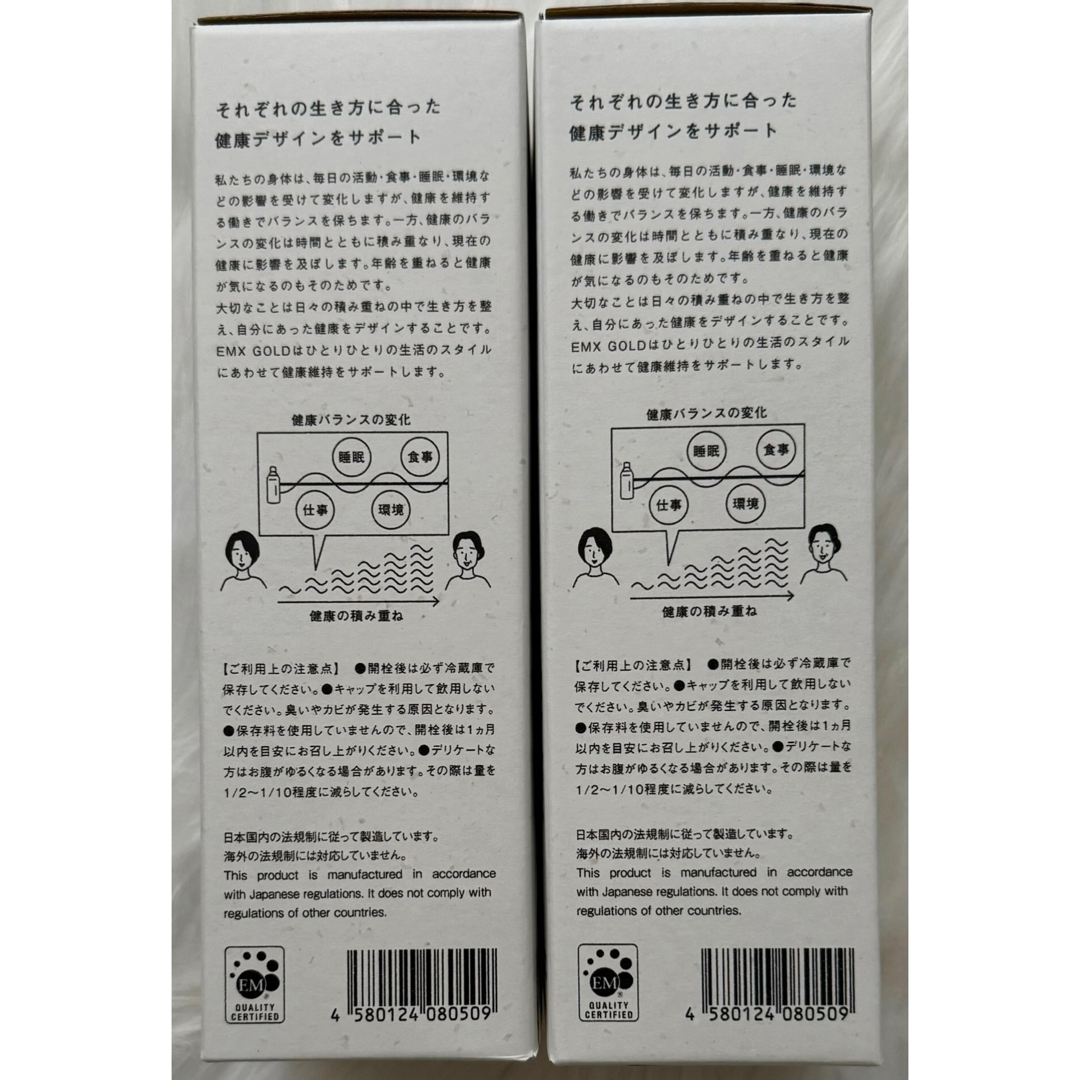 それぞれの生き方に合った
健康デザインをサポート
私たちの身体は、毎日の活動・食事・睡眠・環境な
どの影響を受けて変化しますが、健康を維持す
る働きでバランスを保ちます。一方、健康のバラ
ンスの変化は時間とともに積み重なり、現在の
健康に影響を及ぼします。年齢を重ねると健康
が気になるのもそのためです。
大切なことは日々の積み重ねの中で生き方を整
え、自分にあった健康をデザインすることです。
EMX GOLDはひとりひとりの生活のスタイル
にあわせて健康維持をサポートします。
健康バランスの変化
睡眠 食事
仕事 環境
健康の積み重ね
【ご利用上の注意点】 ●開栓後は必ず冷蔵庫で
保存してください。●キャップを利用して飲用しない
でください。臭いやカビが発生する原因となります。
●保存料を使用していませんので、開栓後は1ヵ月
以内を目安にお召し上がりください。●デリケートな
方はお腹がゆるくなる場合があります。その際は量を
1/2〜1/10程度に減らしてください。
日本国内の法規制に従って製造しています。
海外の法規制には対応していません。
This product is manufactured in accordance
with Japanese regulations. It does not comply with
regulations of other countries.
EM®
QUALITY
CERTIFIED
4 580124 080509
それぞれの生き方に合った
健康デザインをサポート
私たちの身体は、毎日の活動・食事・睡眠・環境な
どの影響を受けて変化しますが、健康を維持す
る働きでバランスを保ちます。一方、健康のバラ
ンスの変化は時間とともに積み重なり、現在の
健康に影響を及ぼします。年齢を重ねると健康
が気になるのもそのためです。
大切なことは日々の積み重ねの中で生き方を整
え、自分にあった健康をデザインすることです。
EMX GOLDはひとりひとりの生活のスタイル
にあわせて健康維持をサポートします。
健康バランスの変化
睡眠 食事
仕事 環境
健康の積み重ね
【ご利用上の注意点】 ●開栓後は必ず冷蔵庫で
保存してください。●キャップを利用して飲用しない
でください。臭いやカビが発生する原因となります。
●保存料を使用していませんので、開栓後は1ヵ月
以内を目安にお召し上がりください。●デリケートな
方はお腹がゆるくなる場合があります。その際は量を
1/2〜1/10程度に減らしてください。
日本国内の法規制に従って製造しています。
海外の法規制には対応していません。
This product is manufactured in accordance
with Japanese regulations. It does not comply with
regulations of other countries.
EM®
QUALITY
CERTIFIED
4 580124 080509